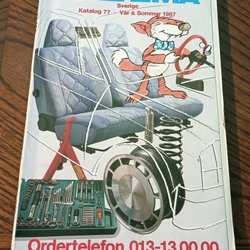 Sverige
Katalog 77 - Vår & Sommar 1987
Ordertelefon 013-13 00 00